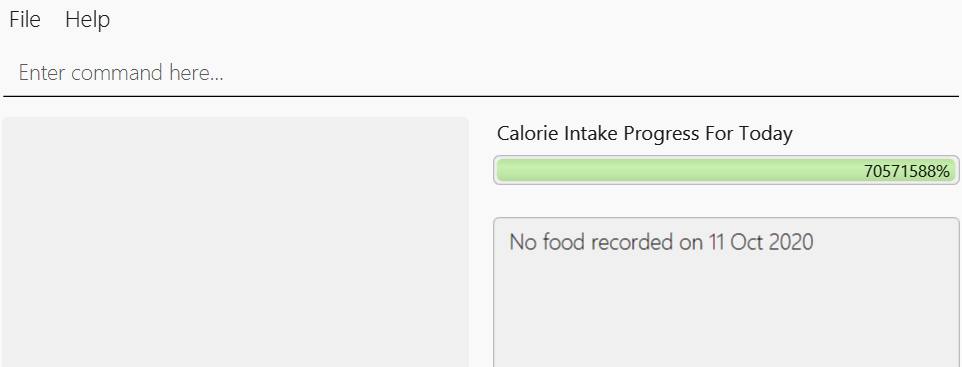 File Help
Enter command here...
Calorie Intake Progress For Today
70571588%
No food recorded on 11 Oct 2020